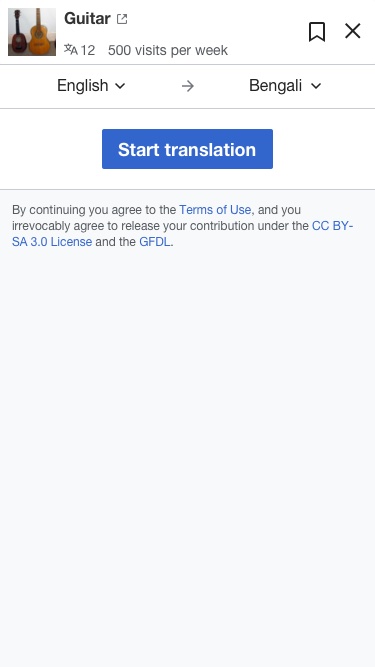 Guitar
12 500 visits per week
English Bengali
Start translation
By continuing you agree to the Terms of Use, and you
irrevocably agree to release your contribution under the CC BY-
SA 3.0 License and the GFDL.